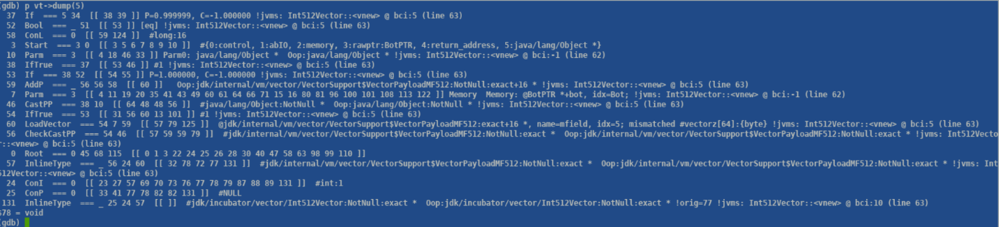 (gdb) p vt->dump(5)
37 If === 5 34 [[ 38 39 ]] P=0.999999, C=-1.000000 !jvms: Int512Vector::<vnew> @ bci:5 (line 63)
52 Bool === _ 51 [[ 53 ]] [eq] !jvms: Int512Vector::<vnew> @ bci:5 (line 63)
58 ConL === 0 [[ 59 124 ]] #long:16
3 Start === 3 0 [[ 3 5 6 7 8 9 10 ]] #{0:control, 1:abIO, 2:memory, 3:rawptr:BotPTR, 4:return_address, 5:java/lang/Object *}
10 Parm === 3 [[ 4 18 46 33 ]] Parm0: java/lang/Object * Oop:java/lang/Object * !jvms: Int512Vector::<vnew> @ bci:-1 (line 62)
38 IfTrue === 37 [[ 53 46 ]] #1 !jvms: Int512Vector::<vnew> @ bci:5 (line 63)
53 If === 38 52 [[ 54 55 ]] P=1.000000, C=-1.000000 !jvms: Int512Vector::<vnew> @ bci:5 (line 63)
59 AddP === _ 56 56 58 [[ 60 ]] Oop:jdk/internal/vm/vector/VectorSupport$VectorPayloadMF512:NotNull:exact+16 * !jvms: Int512Vector::<vnew> @ bci:5 (line 63)
7 Parm === 3 [[ 4 11 19 20 35 41 43 49 60 61 64 66 71 15 16 80 81 96 100 101 108 113 122 ]] Memory Memory: @BotPTR *+bot, idx=Bot; !jvms: Int512Vector::<vnew> @ bci:-1 (line 62)
46 CastPP === 38 10 [[ 64 48 48 56 ]] #java/lang/Object:NotNull * Oop:java/lang/Object:NotNull * !jvms: Int512Vector::<vnew> @ bci:5 (line 63)
54 IfTrue === 53 [[ 31 56 60 13 101 ]] #1 !jvms: Int512Vector::<vnew> @ bci:5 (line 63)
60 LoadVector === 54 7 59 [[ 57 79 125 ]] @jdk/internal/vm/vector/VectorSupport$VectorPayloadMF512:exact+16 *, name=mfield, idx=5; mismatched #vectorz[64]:{byte} !jvms: Int512Vector::<vnew> @ bci:5 (line 63)
56 CheckCastPP === 54 46 [[ 57 59 59 79 ]] #jdk/internal/vm/vector/VectorSupport$VectorPayloadMF512:NotNull:exact * Oop:jdk/internal/vm/vector/VectorSupport$VectorPayloadMF512:NotNull:exact * !jvms: Int512Vecto
r::<vnew> @ bci:5 (line 63)
0 Root === 0 45 68 115 [[ 0 1 3 22 24 25 26 28 30 40 47 58 63 98 99 110 ]]
57 InlineType === _ 56 24 60 [[ 32 78 72 77 131 ]] #jdk/internal/vm/vector/VectorSupport$VectorPayloadMF512:NotNull:exact * Oop:jdk/internal/vm/vector/VectorSupport$VectorPayloadMF512:NotNull:exact * !jvms: Int
512Vector::<vnew> @ bci:5 (line 63)
24 ConI === 0 [[ 23 27 57 69 70 73 76 77 78 79 87 88 89 131 ]] #int:1
25 ConP === 0 [[ 33 41 77 78 82 82 131 ]] #NULL
131 InlineType === _ 25 24 57 [[ ]] #jdk/incubator/vector/Int512Vector:NotNull:exact * Oop:jdk/incubator/vector/Int512Vector:NotNull:exact * !orig=77 !jvms: Int512Vector::<vnew> @ bci:10 (line 63)
$78 = void
(gdb)